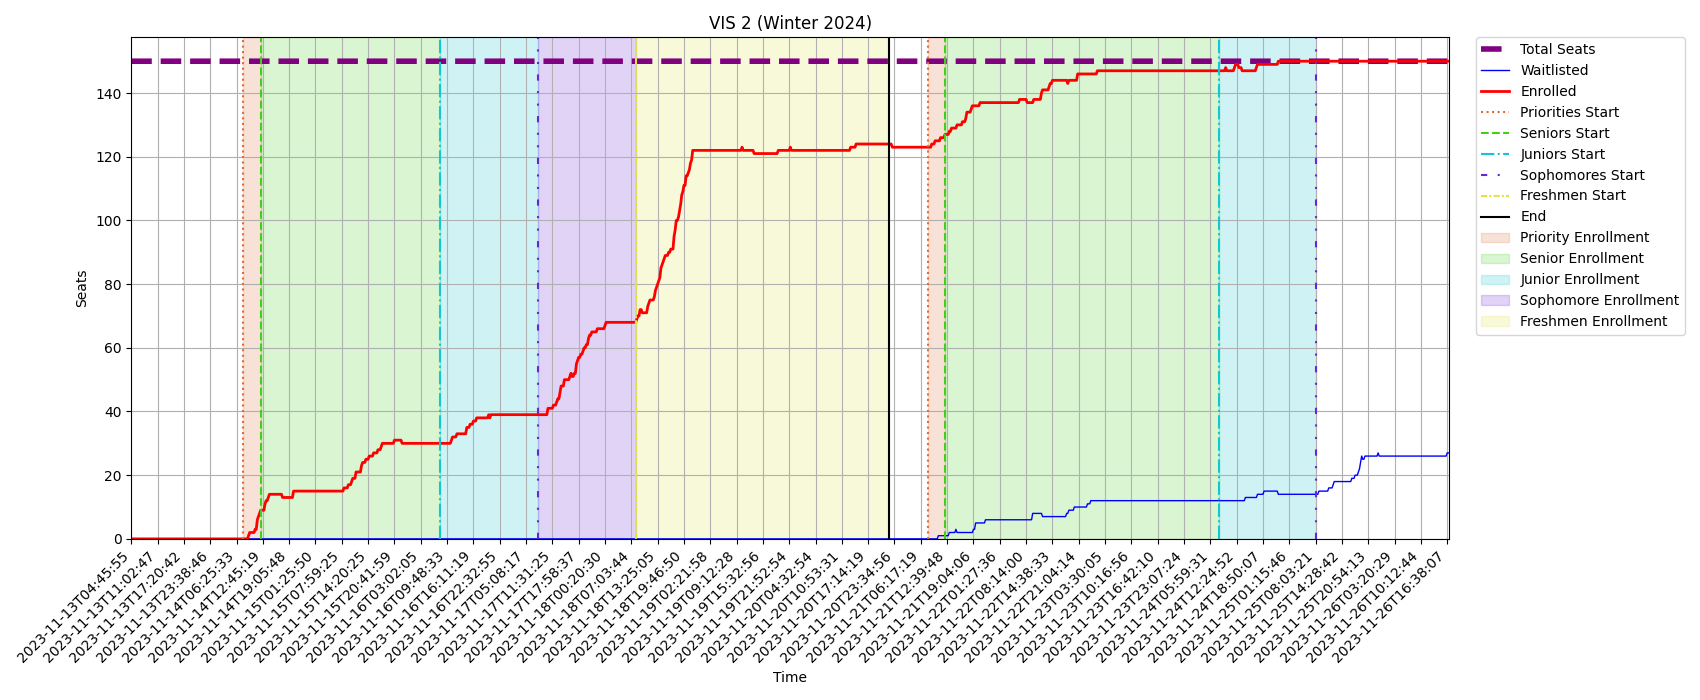 VIS 2 (Winter 2024)
Total Seats
Waitlisted
Enrolled
Priorities Start
Seniors Start
Juniors Start
Sophomores Start
Freshmen Start
End
Priority Enrollment
Senior Enrollment
Junior Enrollment
Sophomore Enrollment
Freshmen Enrollment
Seats
140
120
100
80
60
40
20
0
2023-11-13T04:45:55
2023-11-13T11:02:47
2023-11-13T17:20:42
2023-11-13T23:38:46
2023-11-14T06:25:33
2023-11-14T12:45:19
2023-11-14T19:05:48
2023-11-15T01:25:50
2023-11-15T07:59:25
2023-11-15T14:20:25
2023-11-15T20:41:59
2023-11-16T03:02:05
2023-11-16T09:48:33
2023-11-16T16:11:19
2023-11-16T22:32:55
2023-11-17T05:08:17
2023-11-17T11:31:25
2023-11-17T17:58:37
2023-11-18T00:20:30
2023-11-18T07:03:44
2023-11-18T13:25:05
2023-11-18T19:46:50
2023-11-19T02:21:58
2023-11-19T09:12:28
2023-11-19T15:32:56
2023-11-19T21:52:54
2023-11-20T04:32:54
2023-11-20T10:53:31
2023-11-20T17:14:19
2023-11-20T23:34:56
2023-11-21T06:17:19
2023-11-21T12:39:48
2023-11-21T19:04:06
2023-11-22T01:27:36
2023-11-22T08:14:00
2023-11-22T14:38:33
2023-11-22T21:04:14
2023-11-23T03:30:05
2023-11-23T10:16:56
2023-11-23T16:42:10
2023-11-23T23:07:24
2023-11-24T05:59:31
2023-11-24T12:24:52
2023-11-24T18:50:07
2023-11-25T01:15:46
2023-11-25T08:03:21
2023-11-25T14:28:42
2023-11-25T20:54:13
2023-11-26T03:20:29
2023-11-26T10:12:44
2023-11-26T16:38:07
Time